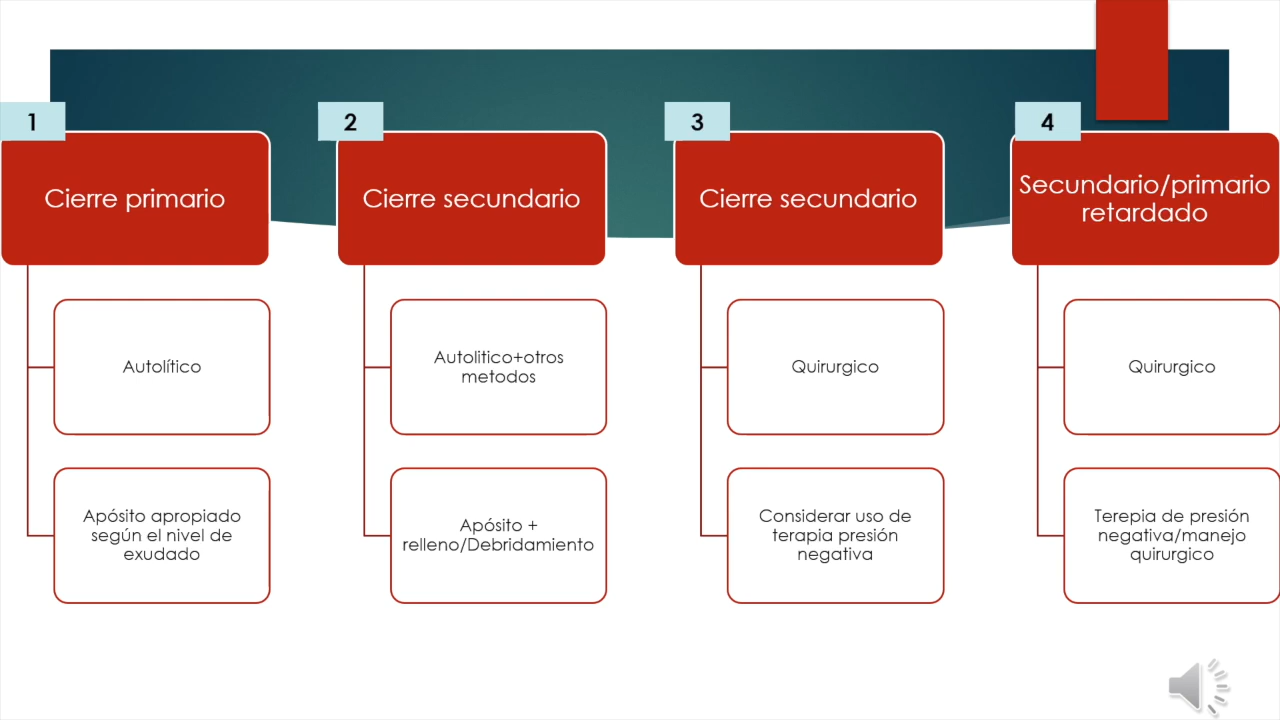 1
Cierre primario
Autolítico
Apósito apropiado
según el nivel de
exudado
2
Cierre secundario
Autolitico+otros
metodos
Apósito +
relleno/Debridamiento
3
Cierre secundario
Quirurgico
Considerar uso de
terapia presión
negativa
4
Secundario/primario
retardado
Quirurgico
Terepia de presión
negativa/manejo
quirurgico